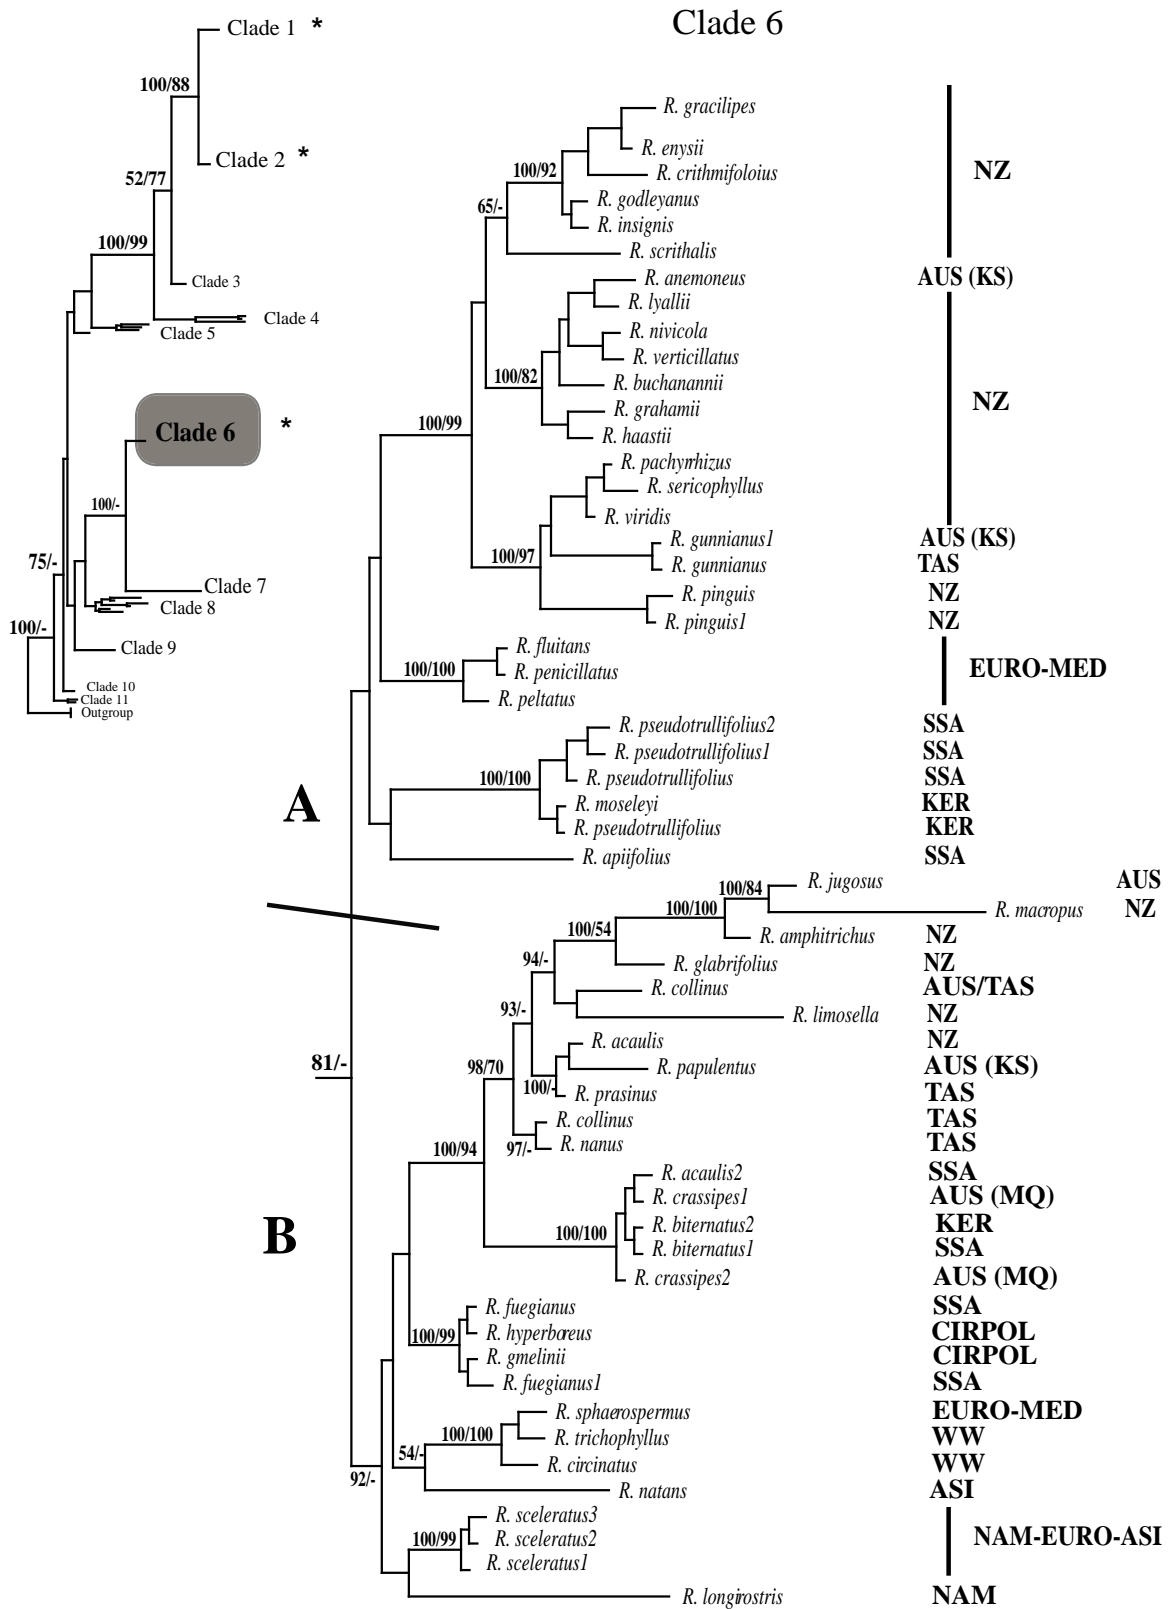 Clade 6
Clade 1 *
100/88
Clade 2 *
52/77
100/99
Clade 3
Clade 4
Clade 5
Clade 6 *
100/-
75/-
Clade 7
Clade 8
100/-
Clade 9
Clade 10
Clade 11
Outgroup
R. gracilipes
R. enysii
100/92
R. crithmifoloius
NZ
R. godleyanus
65/-
R. insignis
R. scrithalis
R. anemoneus
AUS (KS)
R. lyallii
R. nivicola
R. verticillatus
100/82
R. buchanannii
R. grahamii
NZ
100/99
R. haastii
R. pachyrrhizus
R. sericophyllus
R. viridis
R. gunnianus1
AUS (KS)
100/97
R. gunnianus
TAS
R. pinguis
NZ
R. pinguis1
NZ
R. fluitans
100/100
R. penicillatus
EURO-MED
R. peltatus
R. pseudotrullifolius2
SSA
R. pseudotrullifolius1
SSA
100/100
R. pseudotrullifolius
SSA
A
R. moseleyi
KER
R. pseudotrullifolius
KER
R. apiifolius
SSA
100/84
R. jugosus
AUS
100/100
R. macropus
NZ
100/54
R. amphitrichus
NZ
94/-
R. glabrifolius
NZ
R. collinus
AUS/TAS
93/-
R. limosella
NZ
R. acaulis
NZ
81/-
98/70
R. papulentus
AUS (KS)
100/-
R. prasinus
TAS
R. collinus
TAS
100/94
97/-
R. nanus
TAS
R. acaulis2
SSA
R. crassipes1
AUS (MQ)
B
100/100
R. biternatus2
KER
R. biternatus1
SSA
R. crassipes2
AUS (MQ)
R. fuegianus
SSA
100/99
R. hyperboreus
CIRPOL
R. gmelinii
CIRPOL
R. fuegianus1
SSA
R. sphaerospermus
EURO-MED
100/100
R. trichophyllus
WW
54/-
R. circinatus
WW
92/-
R. natans
ASI
R. sceleratus3
100/99
R. sceleratus2
NAM-EURO-ASI
R. sceleratus1
R. longirostris
NAM